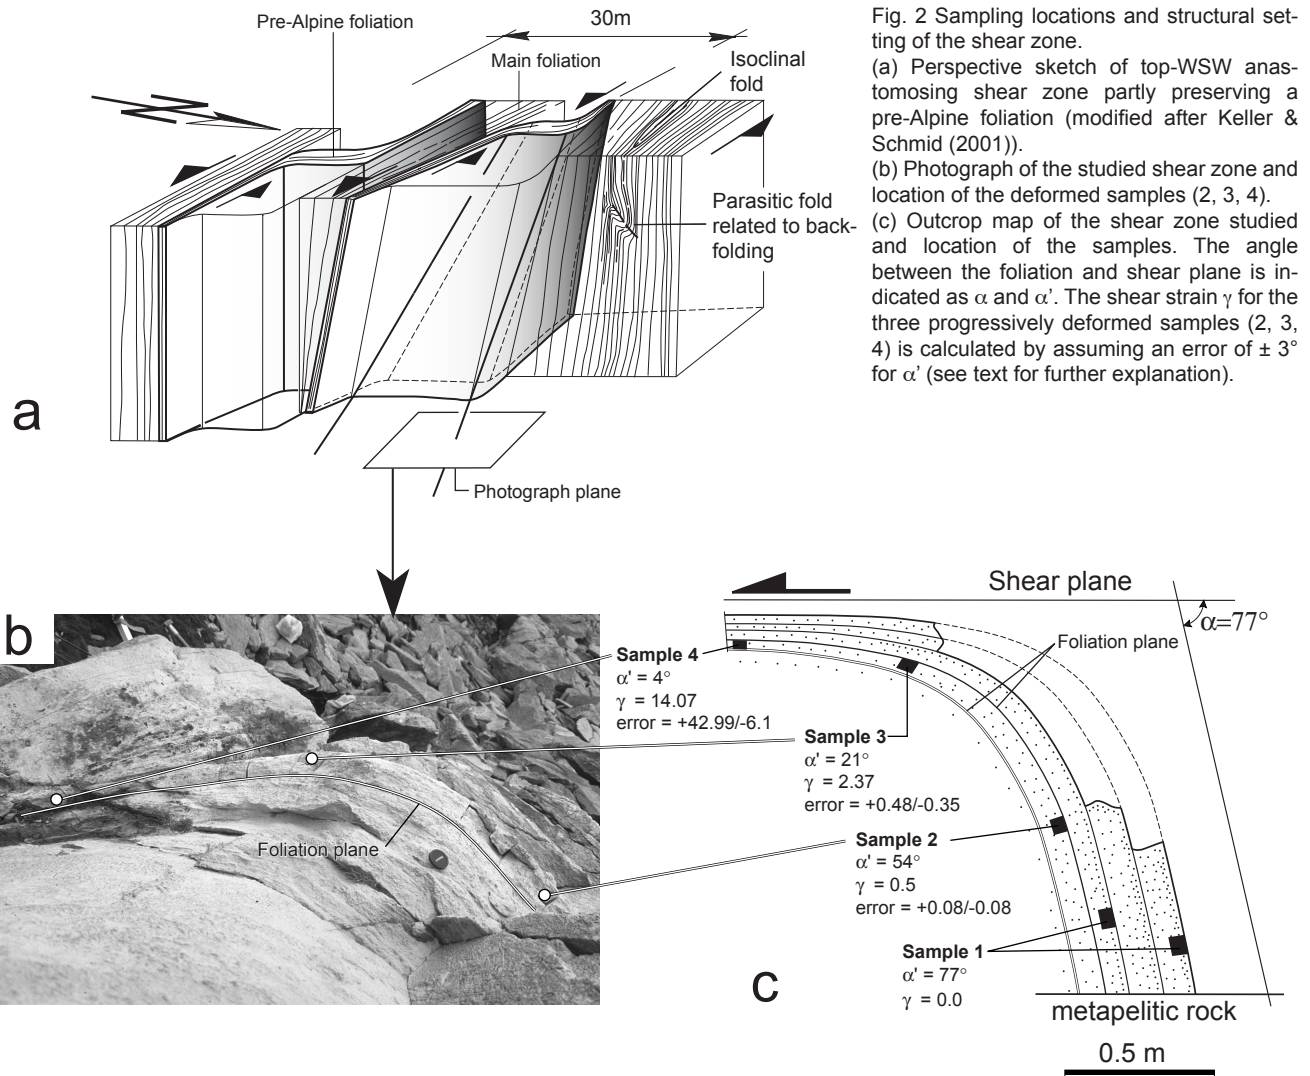 Pre-Alpine foliation
30m
Main foliation
Isoclinal
fold
N
Parasitic fold
related to back-
folding
a
Photograph plane
Fig. 2 Sampling locations and structural set-
ting of the shear zone.
(a) Perspective sketch of top-WSW anas-
tomosing shear zone partly preserving a
pre-Alpine foliation (modified after Keller &
Schmid (2001)).
(b) Photograph of the studied shear zone and
location of the deformed samples (2, 3, 4).
(c) Outcrop map of the shear zone studied
and location of the samples. The angle
between the foliation and shear plane is in-
dicated as α and α’. The shear strain γ for the
three progressively deformed samples (2, 3,
4) is calculated by assuming an error of ± 3°
for α’ (see text for further explanation).
b
Foliation plane
Shear plane
α=77°
Foliation plane
Sample 4
α' = 4°
γ = 14.07
error = +42.99/-6.1
Sample 3
α' = 21°
γ = 2.37
error = +0.48/-0.35
Sample 2
α' = 54°
γ = 0.5
error = +0.08/-0.08
Sample 1
α' = 77°
γ = 0.0
c
metapelitic rock
0.5 m